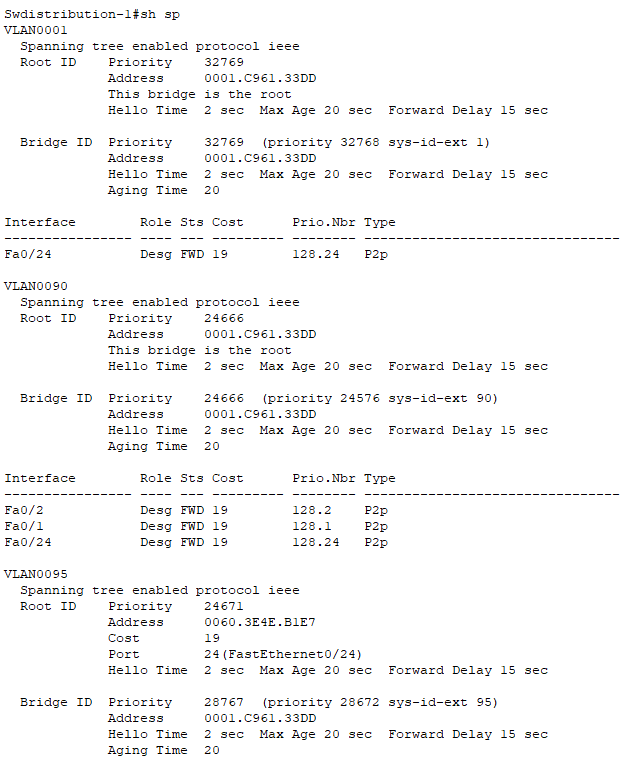 Swdistribution-1#sh sp
VLAN0001
  Spanning tree enabled protocol ieee
  Root ID    Priority    32769
             Address     0001.C961.33DD
             This bridge is the root
             Hello Time  2 sec  Max Age 20 sec  Forward Delay 15 sec

  Bridge ID  Priority    32769  (priority 32768 sys-id-ext 1)
             Address     0001.C961.33DD
             Hello Time  2 sec  Max Age 20 sec  Forward Delay 15 sec
             Aging Time  20

Interface        Role Sts Cost      Prio.Nbr Type
---------------- ---- --- --------- -------- --------------------------------
Fa0/24           Desg FWD 19        128.24   P2p

VLAN0090
  Spanning tree enabled protocol ieee
  Root ID    Priority    24666
             Address     0001.C961.33DD
             This bridge is the root
             Hello Time  2 sec  Max Age 20 sec  Forward Delay 15 sec

  Bridge ID  Priority    24666  (priority 24576 sys-id-ext 90)
             Address     0001.C961.33DD
             Hello Time  2 sec  Max Age 20 sec  Forward Delay 15 sec
             Aging Time  20

Interface        Role Sts Cost      Prio.Nbr Type
---------------- ---- --- --------- -------- --------------------------------
Fa0/2            Desg FWD 19        128.2    P2p
Fa0/1            Desg FWD 19        128.1    P2p
Fa0/24           Desg FWD 19        128.24   P2p

VLAN0095
  Spanning tree enabled protocol ieee
  Root ID    Priority    24671
             Address     0060.3E4E.B1E7
             Cost        19
             Port        24(FastEthernet0/24)
             Hello Time  2 sec  Max Age 20 sec  Forward Delay 15 sec

  Bridge ID  Priority    28767  (priority 28672 sys-id-ext 95)
             Address     0001.C961.33DD
             Hello Time  2 sec  Max Age 20 sec  Forward Delay 15 sec
             Aging Time  20